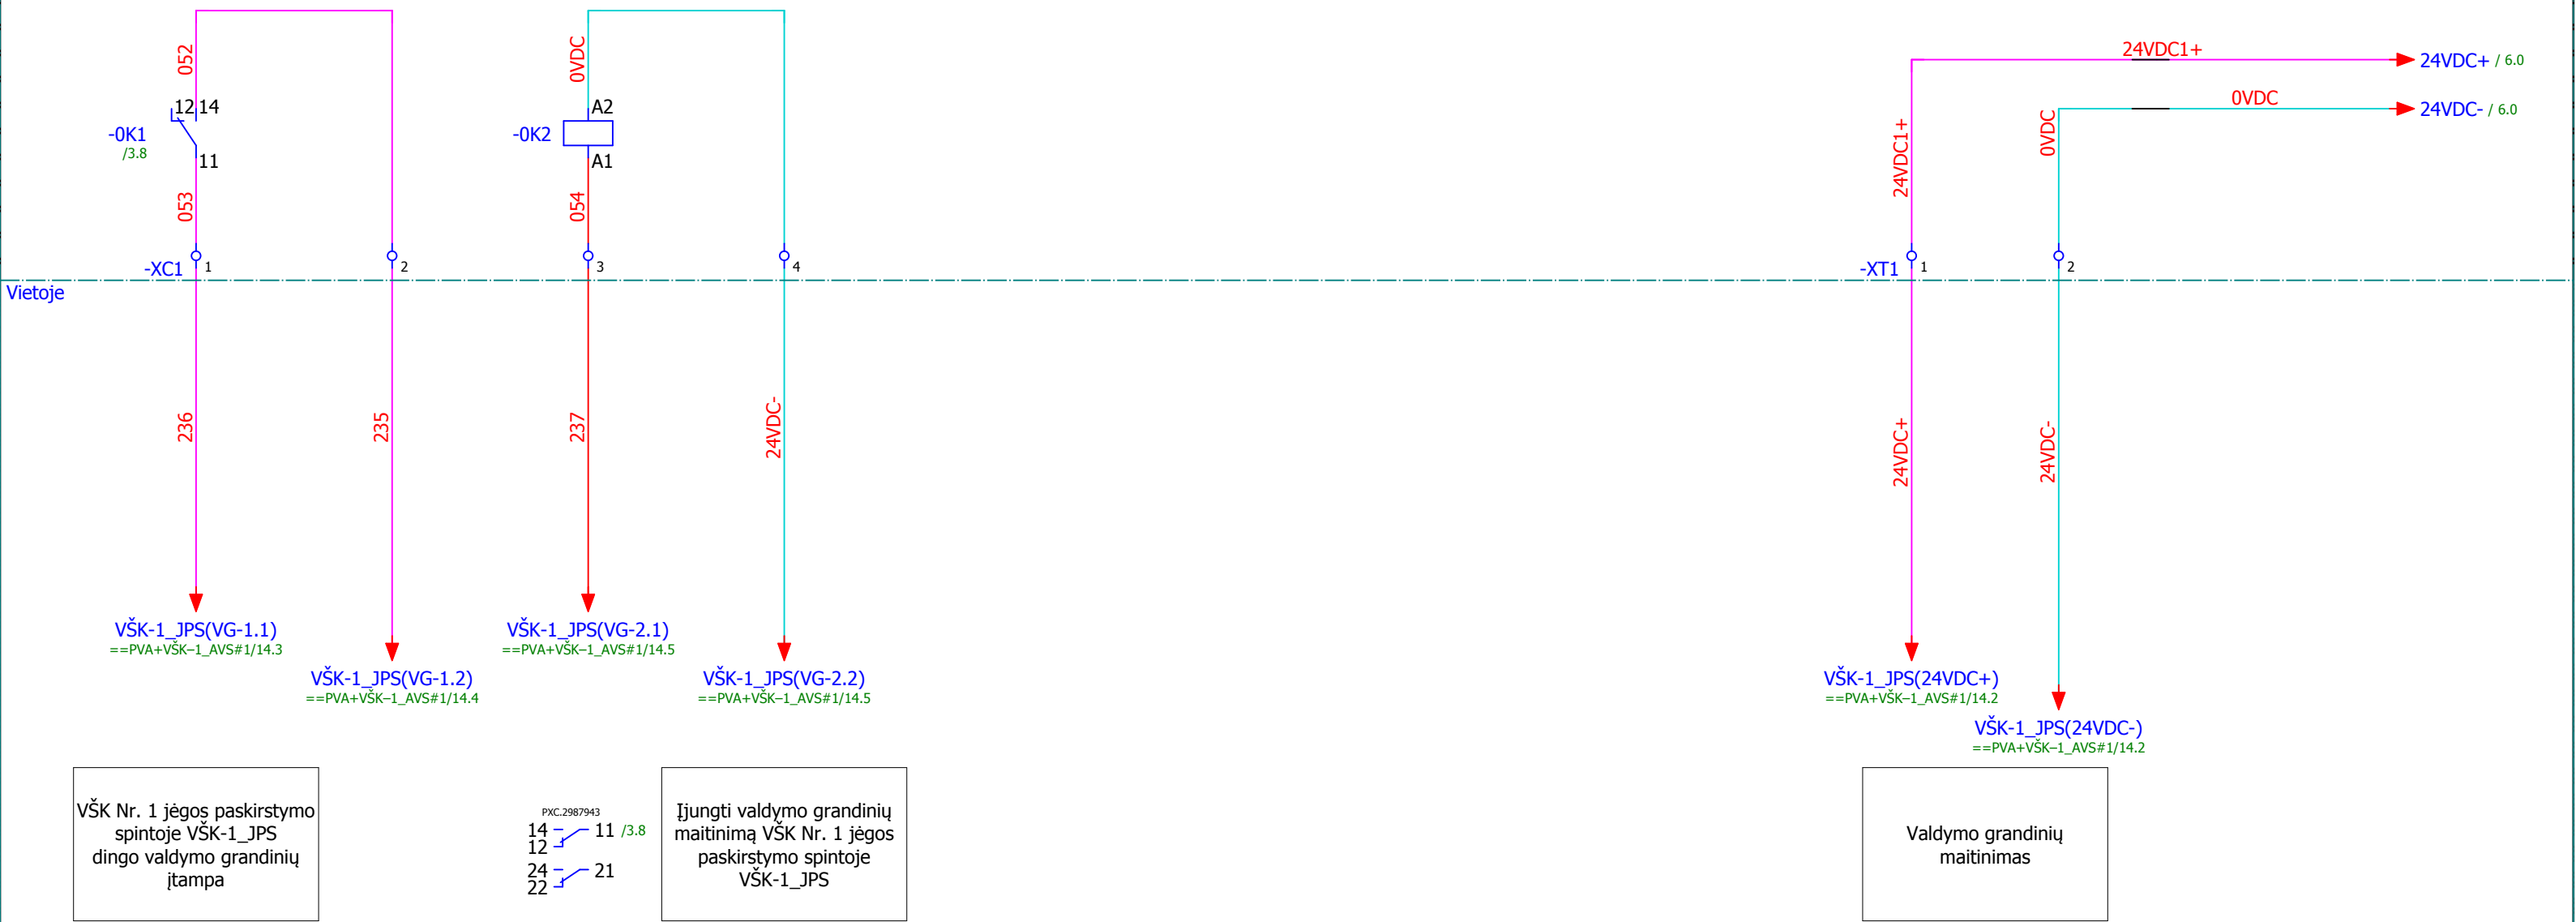 052
0VDC
24VDC1+
24VDC+ / 6.0
0VDC
24VDC- / 6.0
12 14
-0K1
/3.8
11
A2
-0K2
A1
24VDC1+
0VDC
053
054
-XC1 1
2
3
4
-XT1 1
2
Vietoje
236
235
237
24VDC-
24VDC+
24VDC-
VŠK-1_JPS(VG-1.1)
==PVA+VŠK–1_AVS#1/14.3
VŠK-1_JPS(VG-1.2)
==PVA+VŠK–1_AVS#1/14.4
VŠK-1_JPS(VG-2.1)
==PVA+VŠK–1_AVS#1/14.5
VŠK-1_JPS(VG-2.2)
==PVA+VŠK–1_AVS#1/14.5
VŠK-1_JPS(24VDC+)
==PVA+VŠK–1_AVS#1/14.2
VŠK-1_JPS(24VDC-)
==PVA+VŠK–1_AVS#1/14.2
VŠK Nr. 1 jėgos paskirstymo
spintoje VŠK-1_JPS
dingo valdymo grandinių
įtampa
PXC.2987943
14 11 /3.8
12
24 21
22
Įjungti valdymo grandinių
maitinimą VŠK Nr. 1 jėgos
paskirstymo spintoje
VŠK-1_JPS
Valdymo grandinių
maitinimas